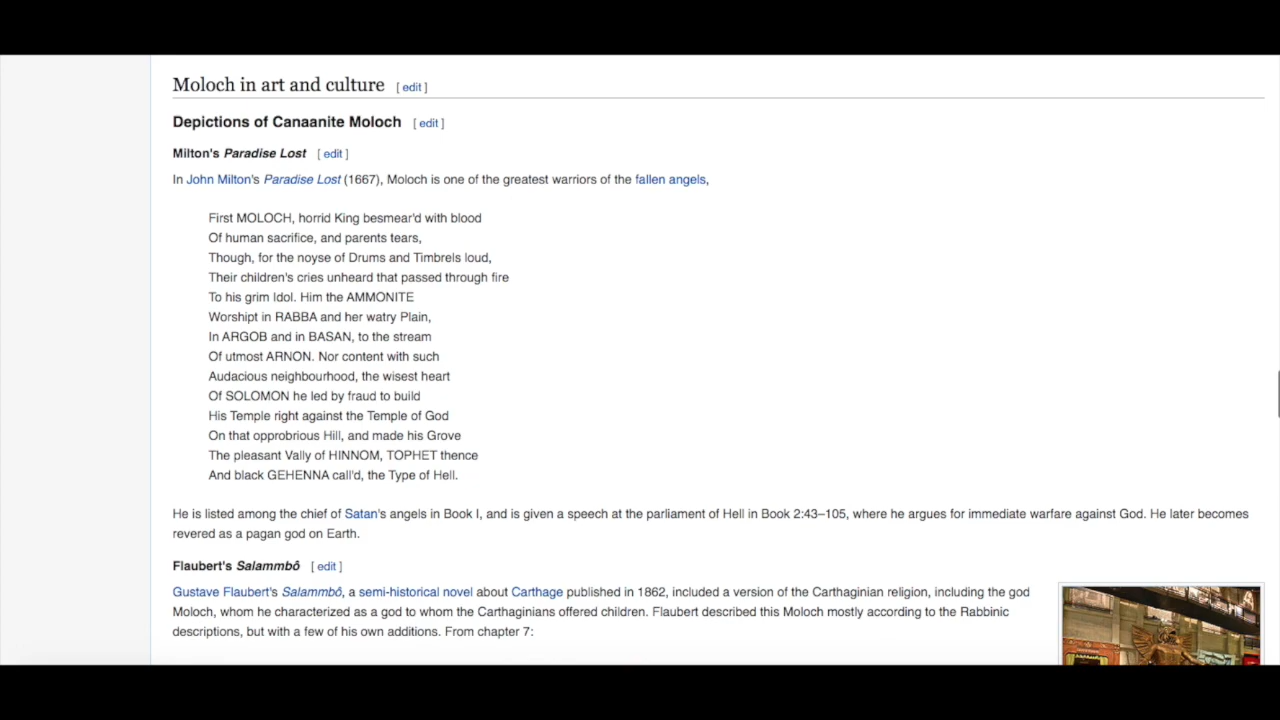 Moloch in art and culture [ edit ]
Depictions of Canaanite Moloch [ edit ]
Milton's Paradise Lost [ edit ]
In John Milton's Paradise Lost (1667), Moloch is one of the greatest warriors of the fallen angels,
First MOLOCH, horrid King besmear'd with blood
Of human sacrifice, and parents tears,
Though, for the noyse of Drums and Timbrels loud,
Their children's cries unheard that passed through fire
To his grim Idol. Him the AMMONITE
Worshipt in RABBA and her watry Plain,
In ARGOB and in BASAN, to the stream
Of utmost ARNON. Nor content with such
Audacious neighbourhood, the wisest heart
Of SOLOMON he led by fraud to build
His Temple right against the Temple of God
On that opprobrious Hill, and made his Grove
The pleasant Vally of HINNOM, TOPHET thence
And black GEHENNA call'd, the Type of Hell.
He is listed among the chief of Satan's angels in Book I, and is given a speech at the parliament of Hell in Book 2:43–105, where he argues for immediate warfare against God. He later becomes
revered as a pagan god on Earth.
Flaubert's Salammbô [ edit ]
Gustave Flaubert's Salammbô, a semi-historical novel about Carthage published in 1862, included a version of the Carthaginian religion, including the god
Moloch, whom he characterized as a god to whom the Carthaginians offered children. Flaubert described this Moloch mostly according to the Rabbinic
descriptions, but with a few of his own additions. From chapter 7: